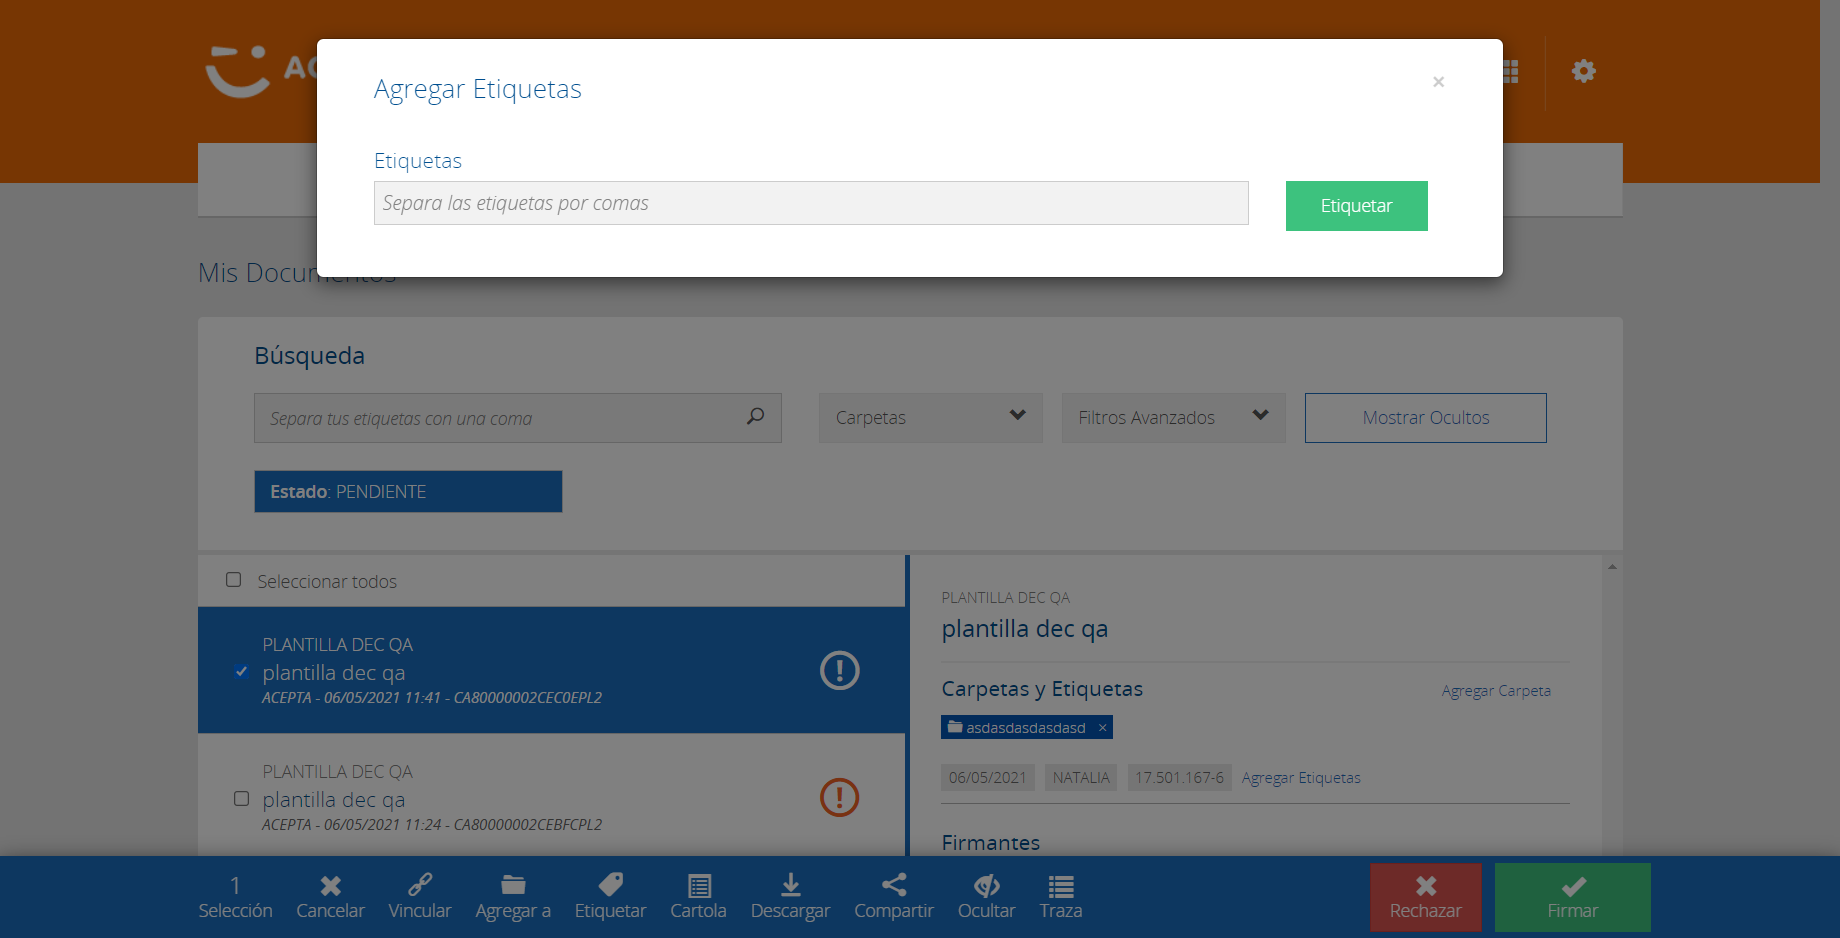 Agregar Etiquetas
×
Etiquetas
Separa las etiquetas por comas
Etiquetar
Mis Documentos
Búsqueda
Separa tus etiquetas con una coma
Carpetas
Filtros Avanzados
Mostrar Ocultos
Estado: PENDIENTE
Seleccionar todos
PLANTILLA DEC QA
plantilla dec qa
ACEPTA - 06/05/2021 11:41 - CA80000002CEC0EPL2
PLANTILLA DEC QA
plantilla dec qa
ACEPTA - 06/05/2021 11:24 - CA80000002CEBFCPL2
PLANTILLA DEC QA
plantilla dec qa
Carpetas y Etiquetas
Agregar Carpeta
asdasdasdasdasd ×
06/05/2021 NATALIA 17.501.167-6 Agregar Etiquetas
Firmantes
1
Selección Cancelar Vincular Agregar a Etiquetar Cartola Descargar Compartir Ocultar Traza Rechazar Firmar